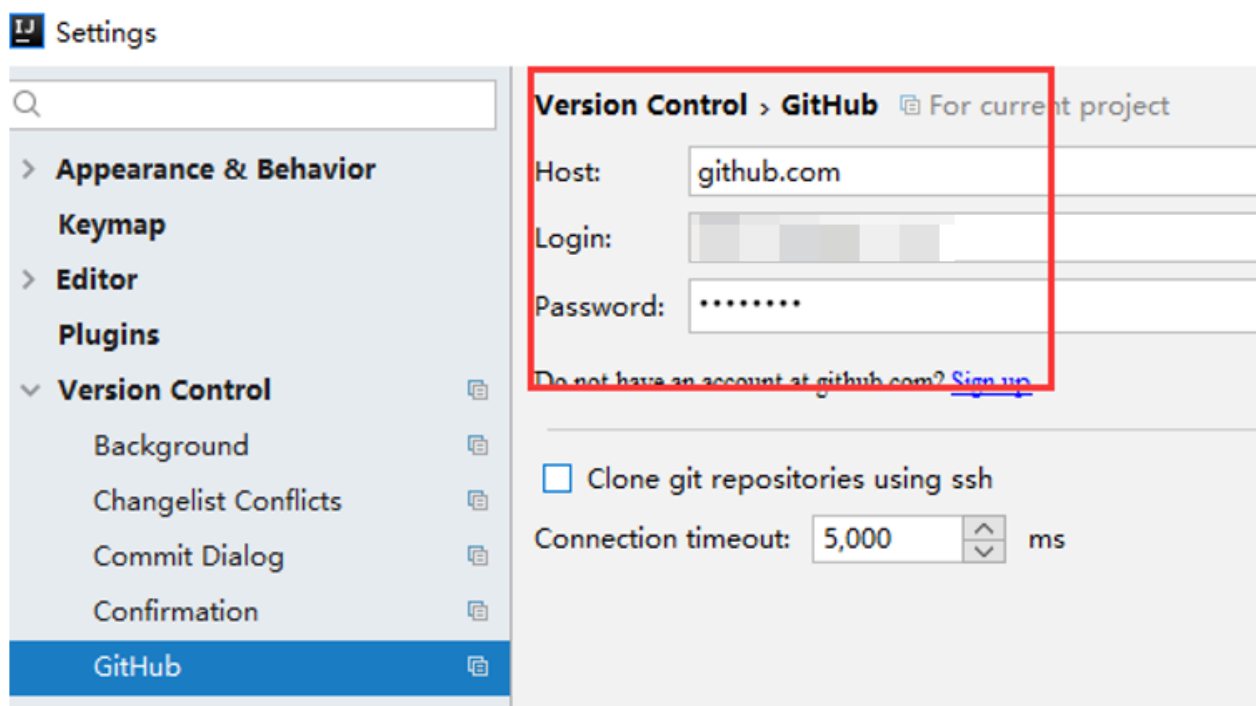 IJ
Settings
Appearance & Behavior
Keymap
Editor
Plugins
Version Control
Background
Changelist Conflicts
Commit Dialog
Confirmation
GitHub
Version Control › GitHub For current project
Host: github.com
Login:
Password: ••••••••
Do not have an account at github.com? Sign up
Clone git repositories using ssh
Connection timeout: 5,000 ms